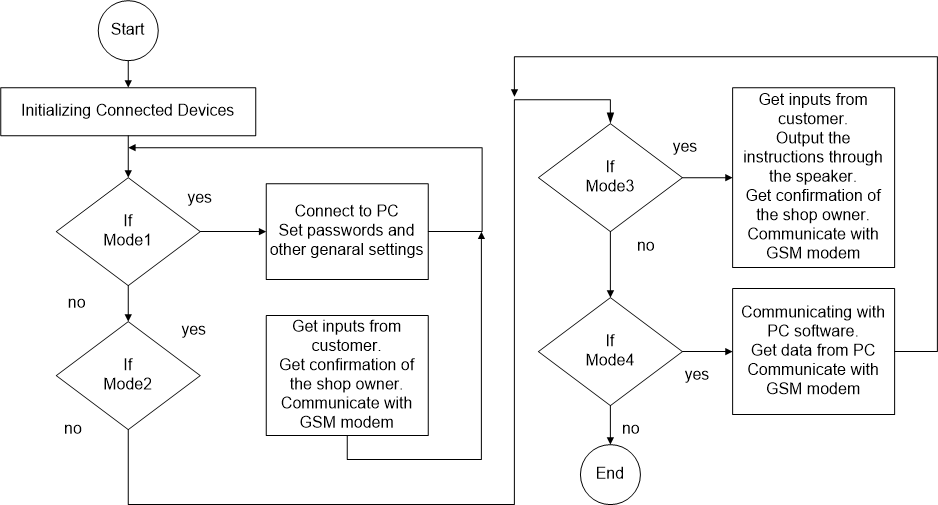 Start
Initializing Connected Devices
If
Mode1
yes
Connect to PC
Set passwords and
other genaral settings
no
If
Mode2
yes
Get inputs from
customer.
Get confirmation of
the shop owner.
Communicate with
GSM modem
no
If
Mode3
yes
Get inputs from
customer.
Output the
instructions through
the speaker.
Get confirmation of
the shop owner.
Communicate with
GSM modem
no
If
Mode4
yes
Communicating with
PC software.
Get data from PC
Communicate with
GSM modem
no
End